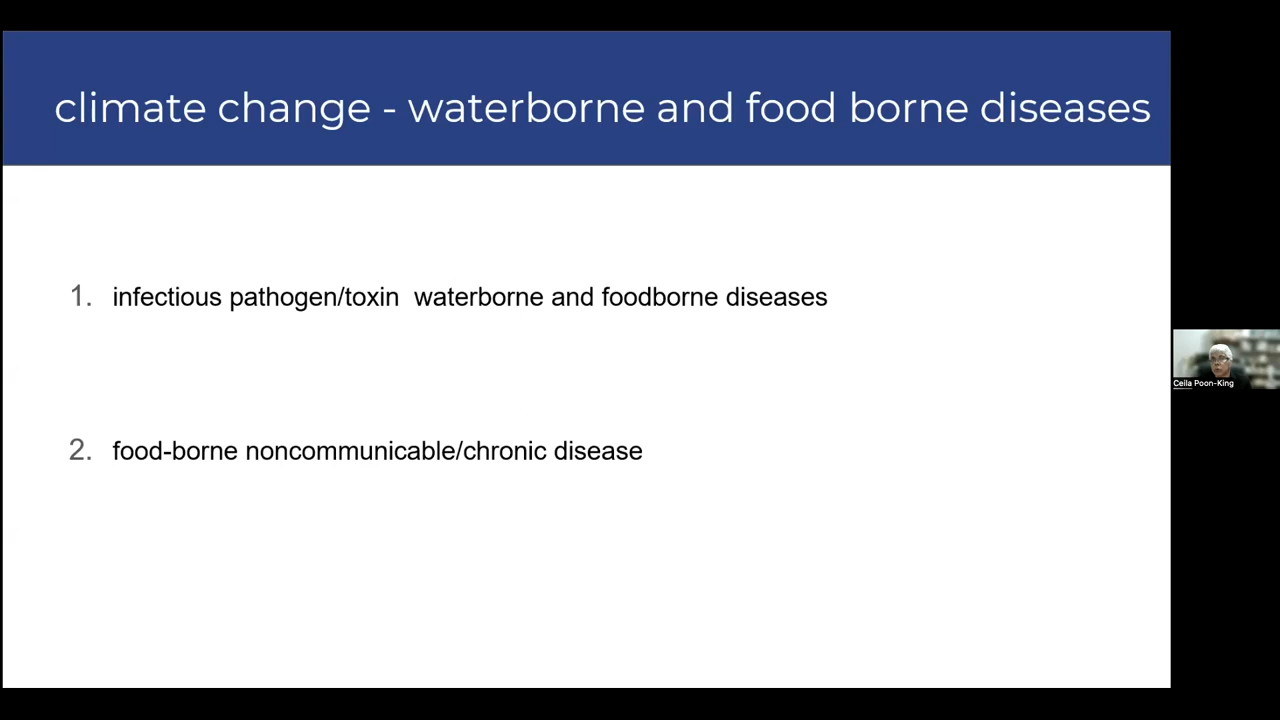 climate change - waterborne and food borne diseases
1. infectious pathogen/toxin  waterborne and foodborne diseases
2. food-borne noncommunicable/chronic disease
Ceila Poon-King